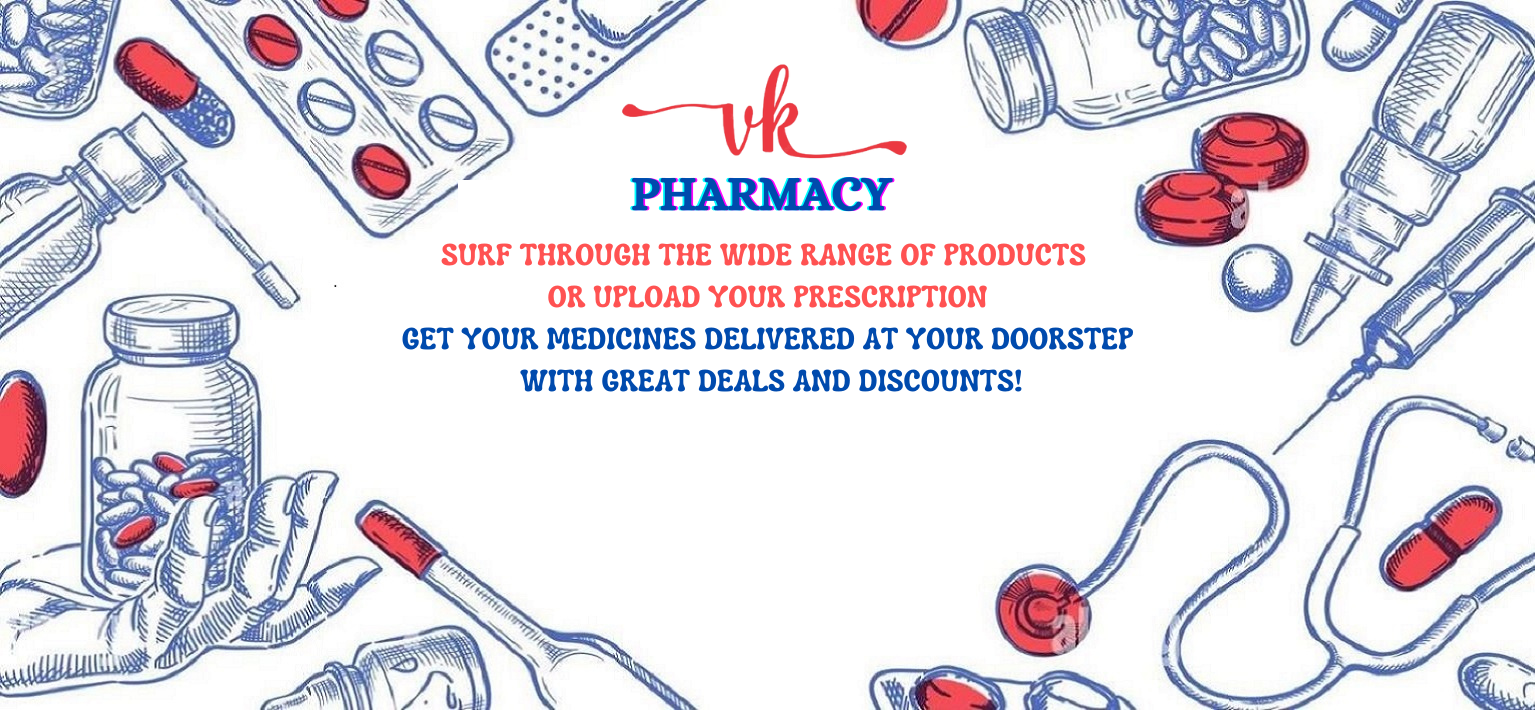 vk
PHARMACY
SURF THROUGH THE WIDE RANGE OF PRODUCTS
OR UPLOAD YOUR PRESCRIPTION
GET YOUR MEDICINES DELIVERED AT YOUR DOORSTEP
WITH GREAT DEALS AND DISCOUNTS!